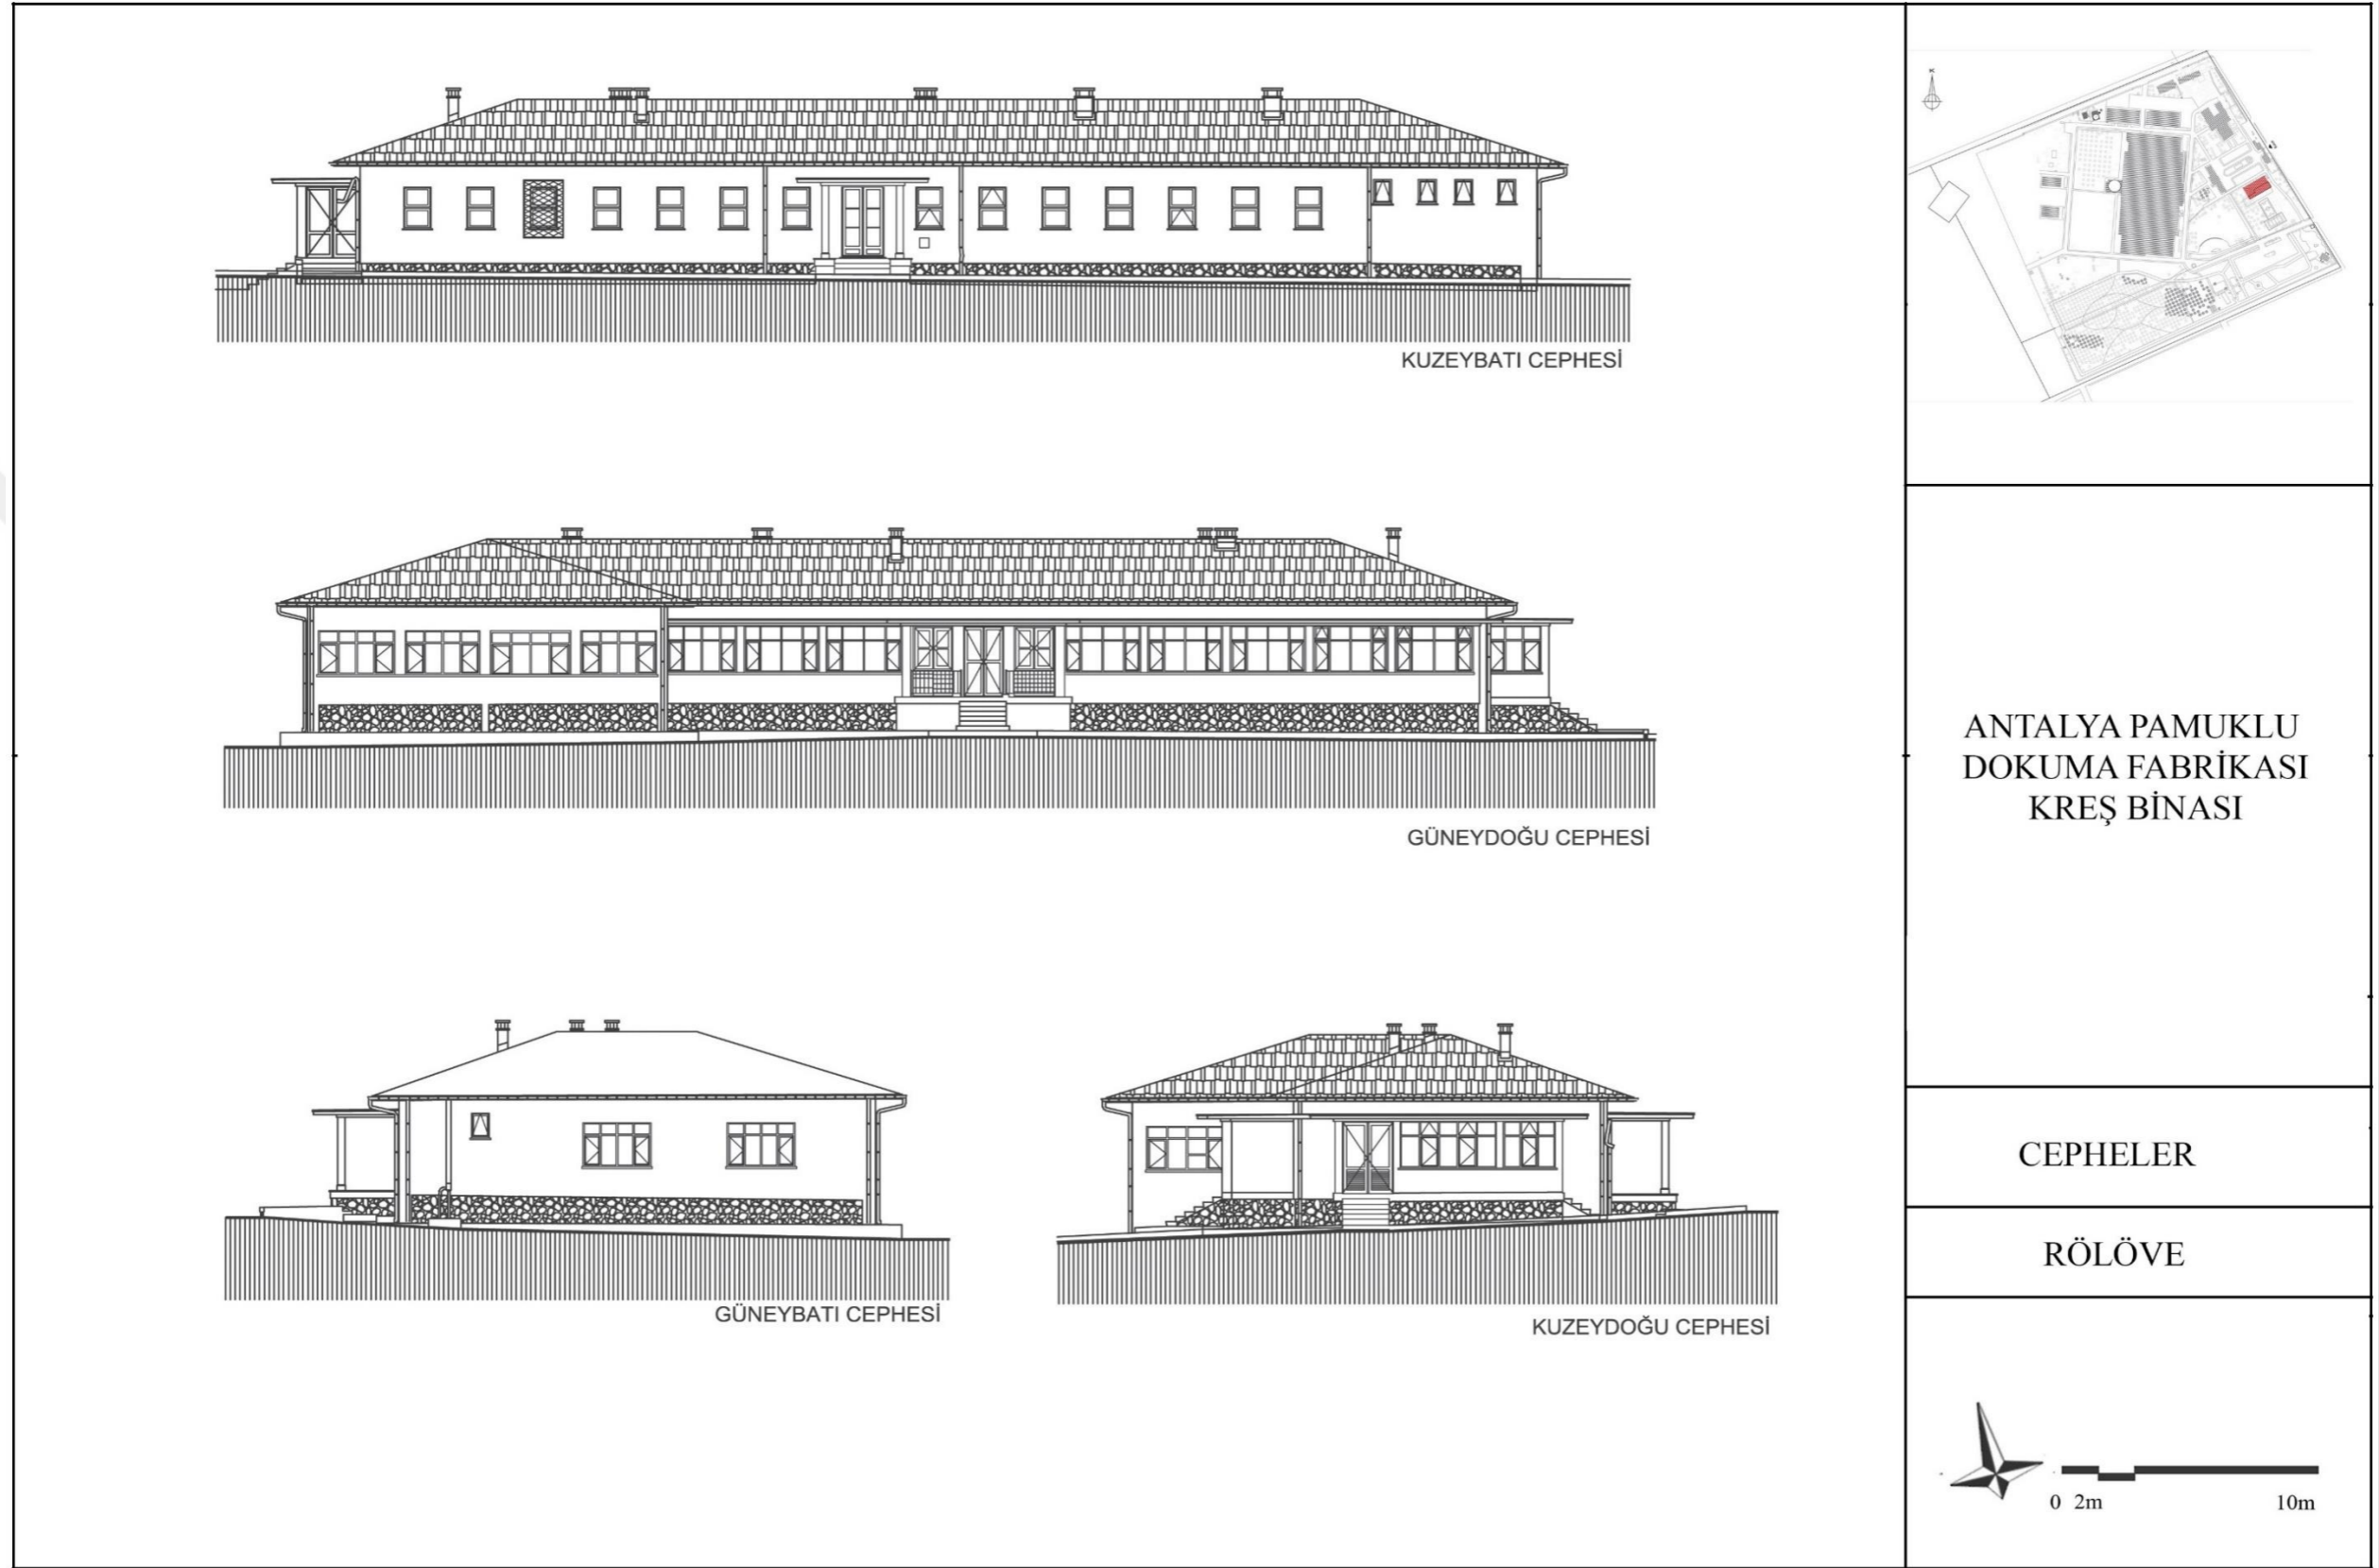 KUZEYBATI CEPHESİ
GÜNEYDOĞU CEPHESİ
GÜNEYBATI CEPHESİ
KUZEYDOĞU CEPHESİ
K
ANTALYA PAMUKLU
DOKUMA FABRİKASI
KREŞ BİNASI
CEPHELER
RÖLÖVE
0 2m 10m